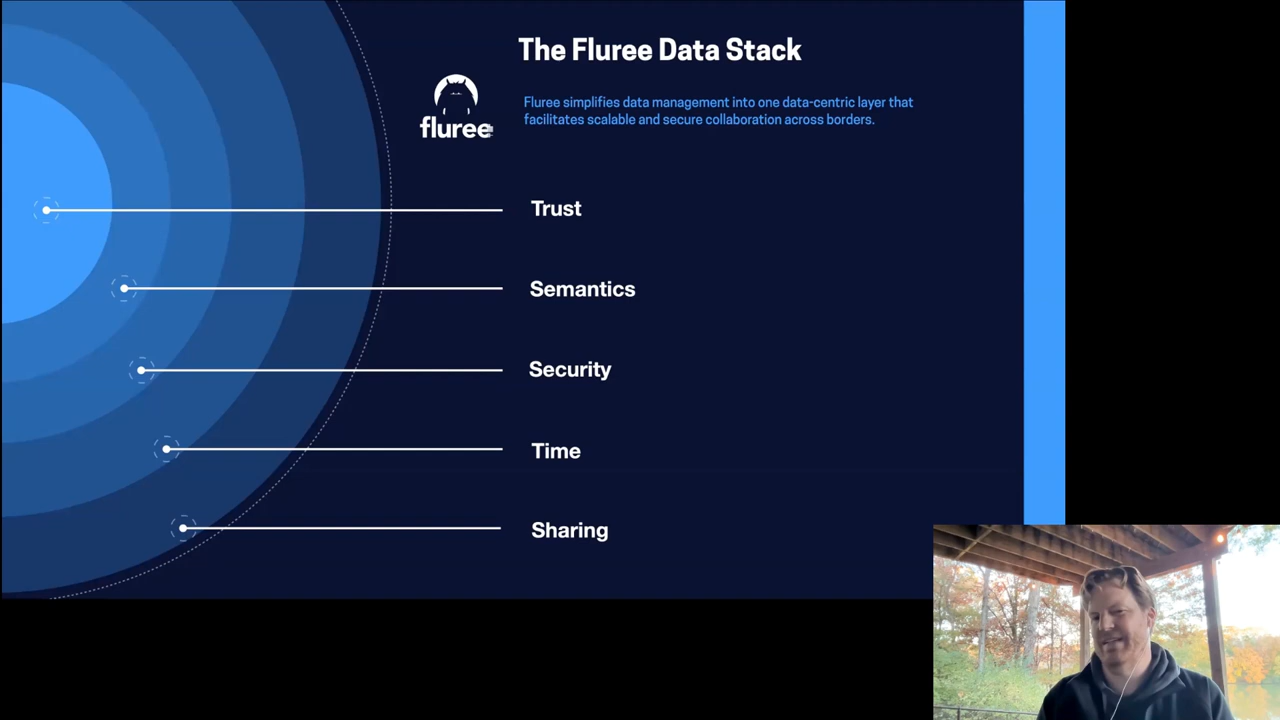 The Fluree Data Stack
fluree
Fluree simplifies data management into one data-centric layer that
facilitates scalable and secure collaboration across borders.
Trust
Semantics
Security
Time
Sharing